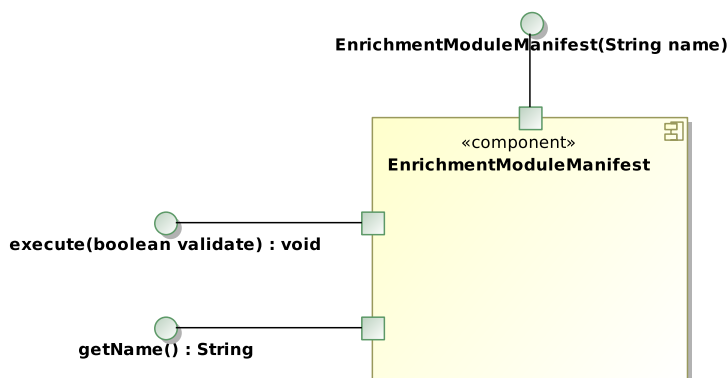 EnrichmentModuleManifest(String name)
«component»
EnrichmentModuleManifest
execute(boolean validate) : void
getName() : String